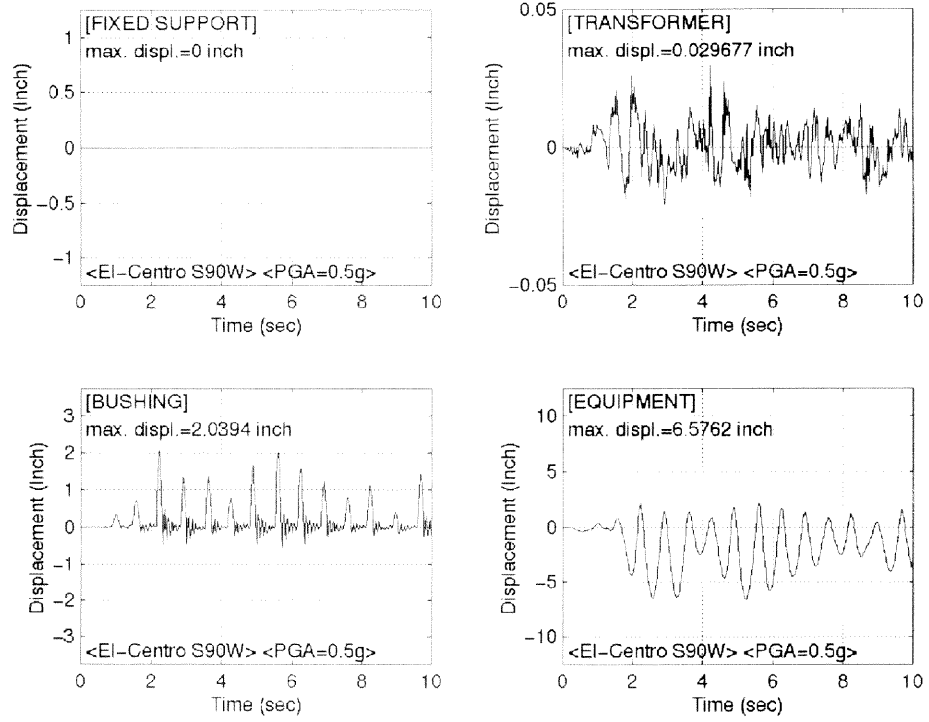 [FIXED SUPPORT]
max. displ.=0 inch
1
0.5
0
−0.5
−1
Displacement (Inch)
<El−Centro S90W> <PGA=0.5g>
0 2 4 6 8 10
Time (sec)
0.05
[TRANSFORMER]
max. displ.=0.029677 inch
0
−0.05
Displacement (Inch)
<El−Centro S90W> <PGA=0.5g>
0 2 4 6 8 10
Time (sec)
[BUSHING]
max. displ.=2.0394 inch
3
2
1
0
−1
−2
−3
Displacement (Inch)
<El−Centro S90W> <PGA=0.5g>
0 2 4 6 8 10
Time (sec)
[EQUIPMENT]
max. displ.=6.5762 inch
10
5
0
−5
−10
Displacement (Inch)
<El−Centro S90W> <PGA=0.5g>
0 2 4 6 8 10
Time (sec)